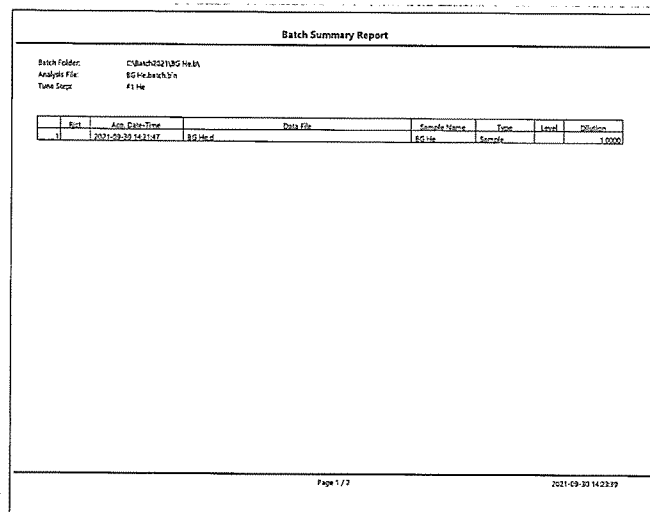 Batch Summary Report
Batch Folder: C:\Batch2021\BG He.b\
Analysis File: BG He.batch.bin
Tune Step: #1 He
Rjct Acq. Date-Time Data File Sample Name Type Level Dilution
1 2021-09-30 14:21:47 BG He.d BG He Sample 1.0000
Page 1 / 7 2021-09-30 14:23:39